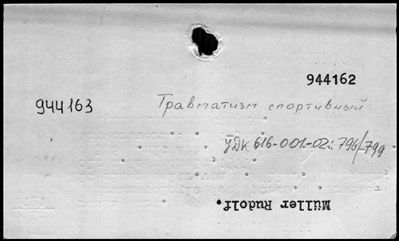 944162
944163 Травматизм спортивный
УДК 616-001-02:796/799
Müller Rudolf.